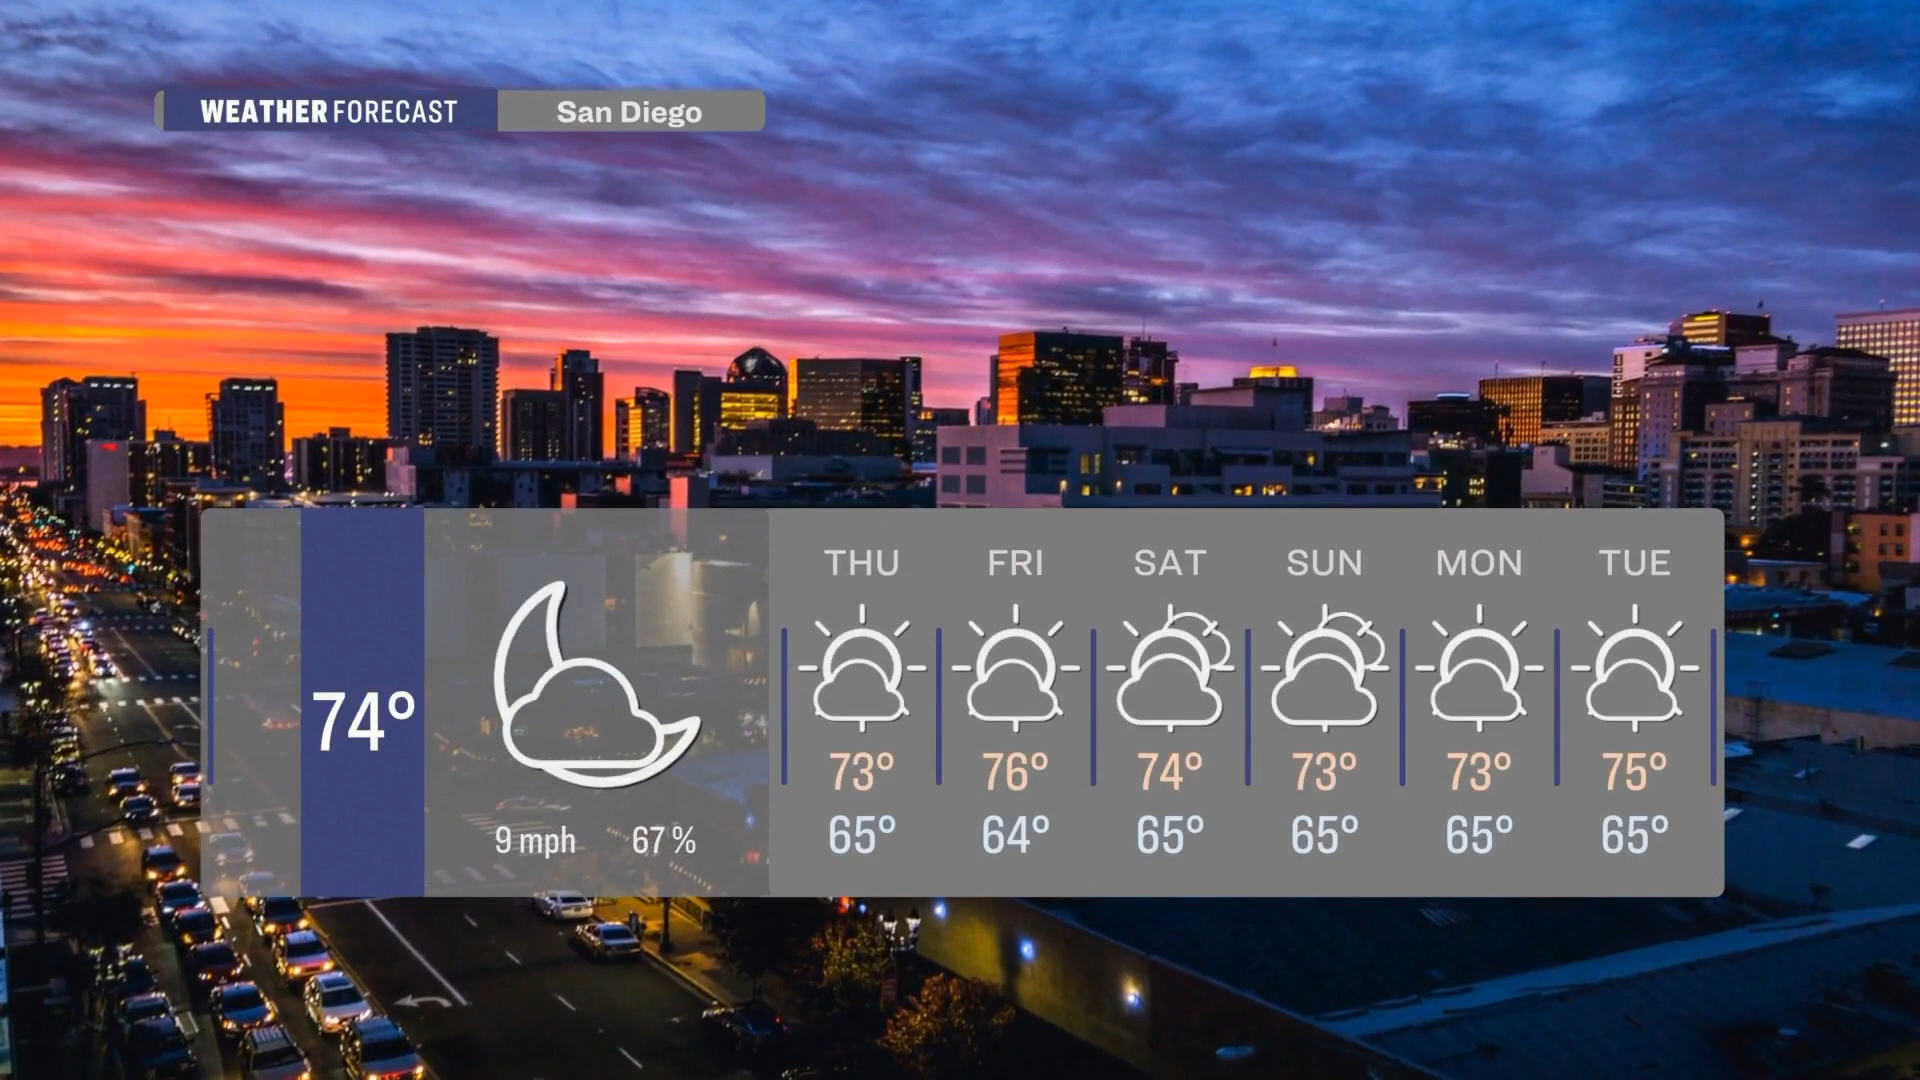 WEATHER FORECAST San Diego
74°
9 mph 67 %
THU FRI SAT SUN MON TUE
73° 76° 74° 73° 73° 75°
65° 64° 65° 65° 65° 65°